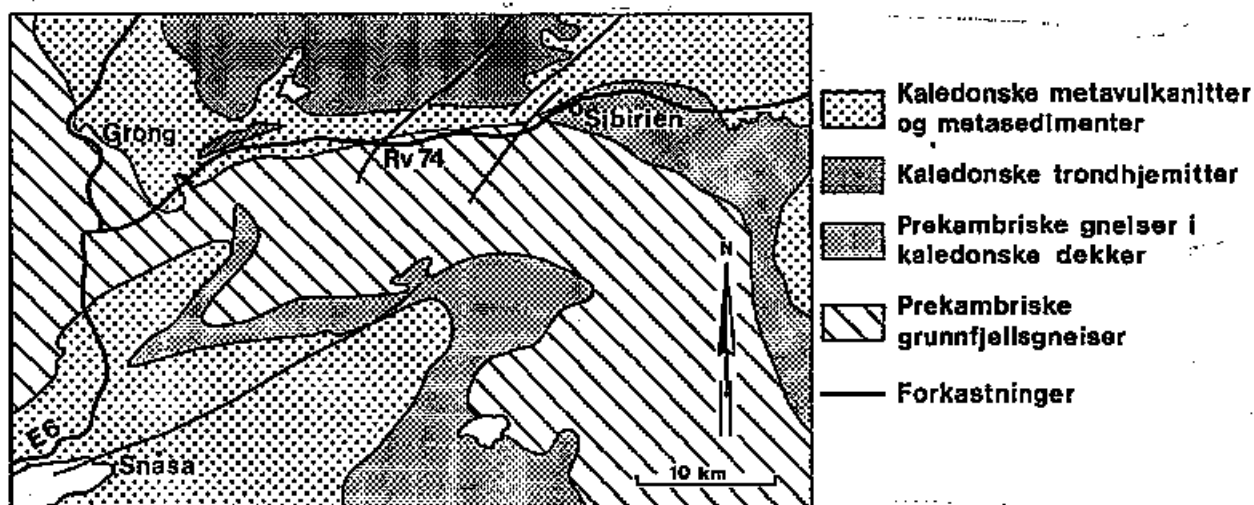 Grong
Sibirien
Rv 74
N
E6
Snåsa
10 km
Kaledonske metavulkanitter
og metasedimenter
Kaledonske trondhjemitter
Prekambriske gneiser i
kaledonske dekker
Prekambriske
grunnfjellsgneiser
Forkastninger